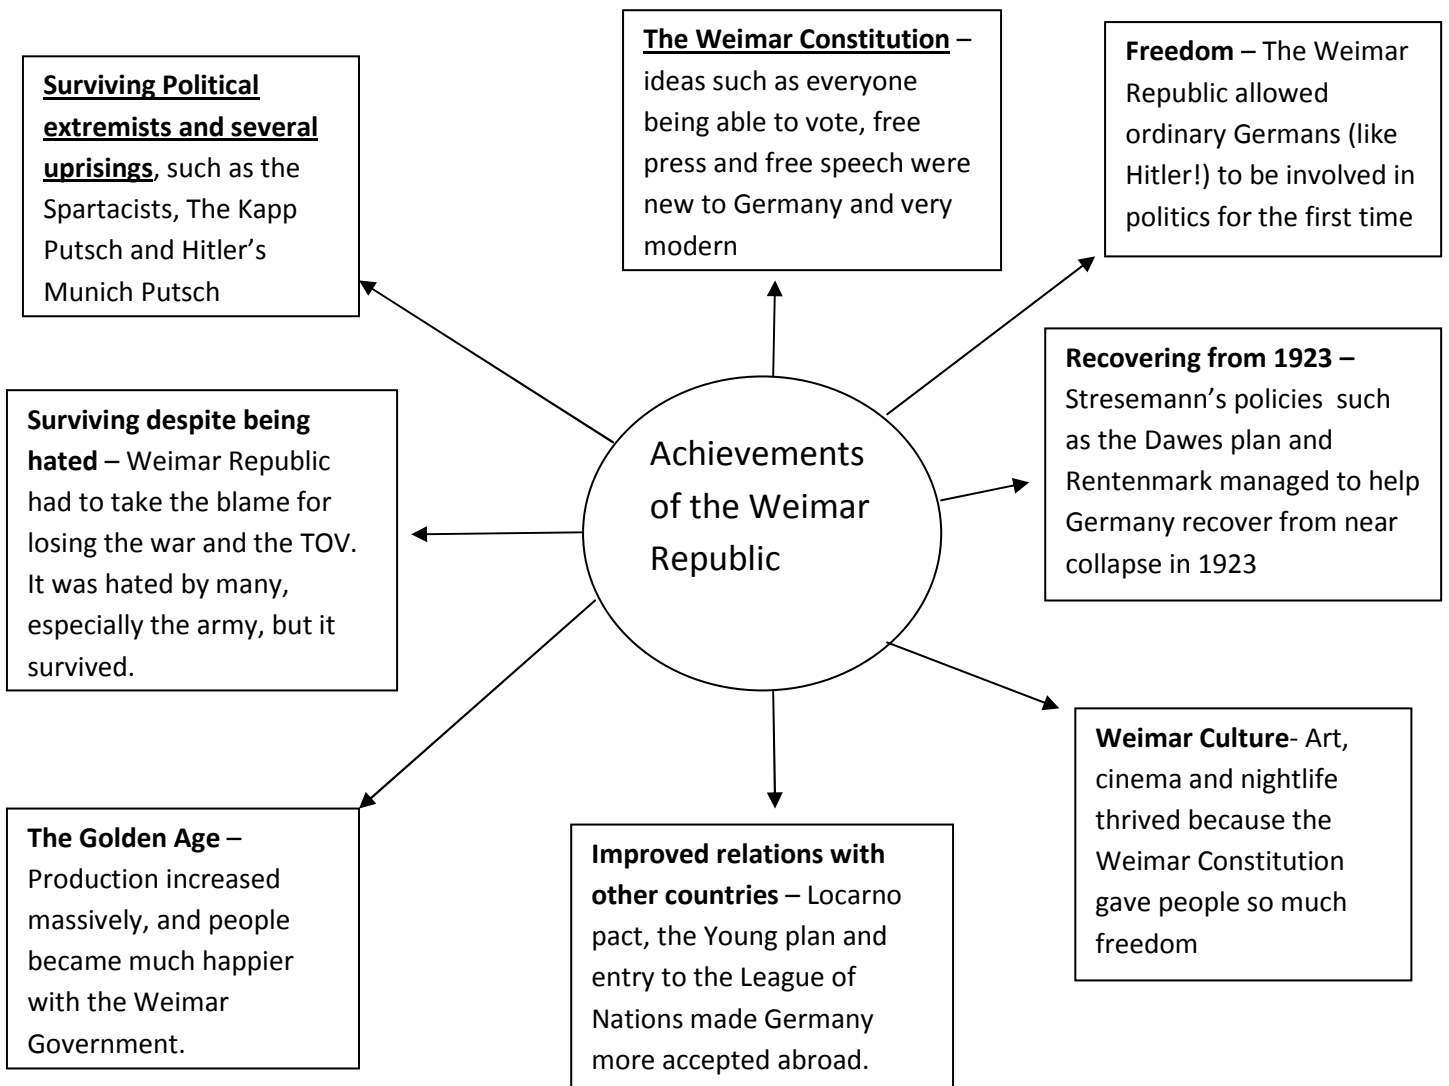 Surviving Political
extremists and several
uprisings, such as the
Spartacists, The Kapp
Putsch and Hitler’s
Munich Putsch
The Weimar Constitution –
ideas such as everyone
being able to vote, free
press and free speech were
new to Germany and very
modern
Freedom – The Weimar
Republic allowed
ordinary Germans (like
Hitler!) to be involved in
politics for the first time
Surviving despite being
hated – Weimar Republic
had to take the blame for
losing the war and the TOV.
It was hated by many,
especially the army, but it
survived.
Achievements
of the Weimar
Republic
Recovering from 1923 –
Stresemann’s policies such
as the Dawes plan and
Rentenmark managed to help
Germany recover from near
collapse in 1923
The Golden Age –
Production increased
massively, and people
became much happier
with the Weimar
Government.
Improved relations with
other countries – Locarno
pact, the Young plan and
entry to the League of
Nations made Germany
more accepted abroad.
Weimar Culture- Art,
cinema and nightlife
thrived because the
Weimar Constitution
gave people so much
freedom